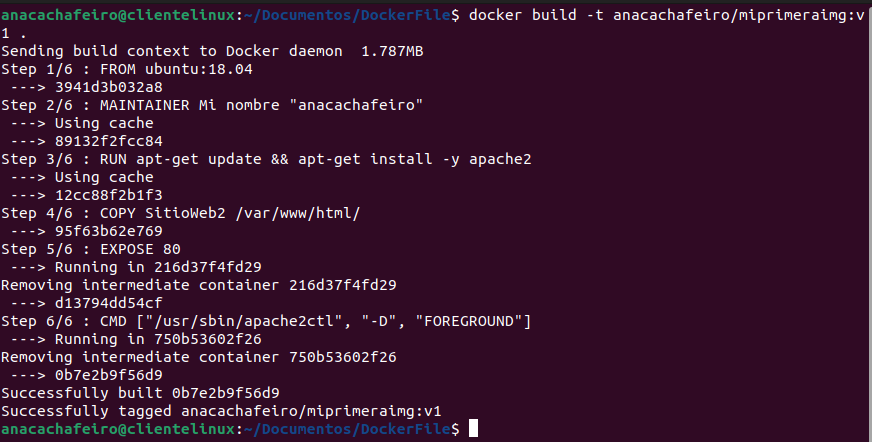 anacachafeiro@clientelinux:~/Documentos/DockerFile$ docker build -t anacachafeiro/miprimeraimg:v
1 .
Sending build context to Docker daemon  1.787MB
Step 1/6 : FROM ubuntu:18.04
 ---> 3941d3b032a8
Step 2/6 : MAINTAINER Mi nombre "anacachafeiro"
 ---> Using cache
 ---> 89132f2fcc84
Step 3/6 : RUN apt-get update && apt-get install -y apache2
 ---> Using cache
 ---> 12cc88f2b1f3
Step 4/6 : COPY SitioWeb2 /var/www/html/
 ---> 95f63b62e769
Step 5/6 : EXPOSE 80
 ---> Running in 216d37f4fd29
Removing intermediate container 216d37f4fd29
 ---> d13794dd54cf
Step 6/6 : CMD ["/usr/sbin/apache2ctl", "-D", "FOREGROUND"]
 ---> Running in 750b53602f26
Removing intermediate container 750b53602f26
 ---> 0b7e2b9f56d9
Successfully built 0b7e2b9f56d9
Successfully tagged anacachafeiro/miprimeraimg:v1
anacachafeiro@clientelinux:~/Documentos/DockerFile$